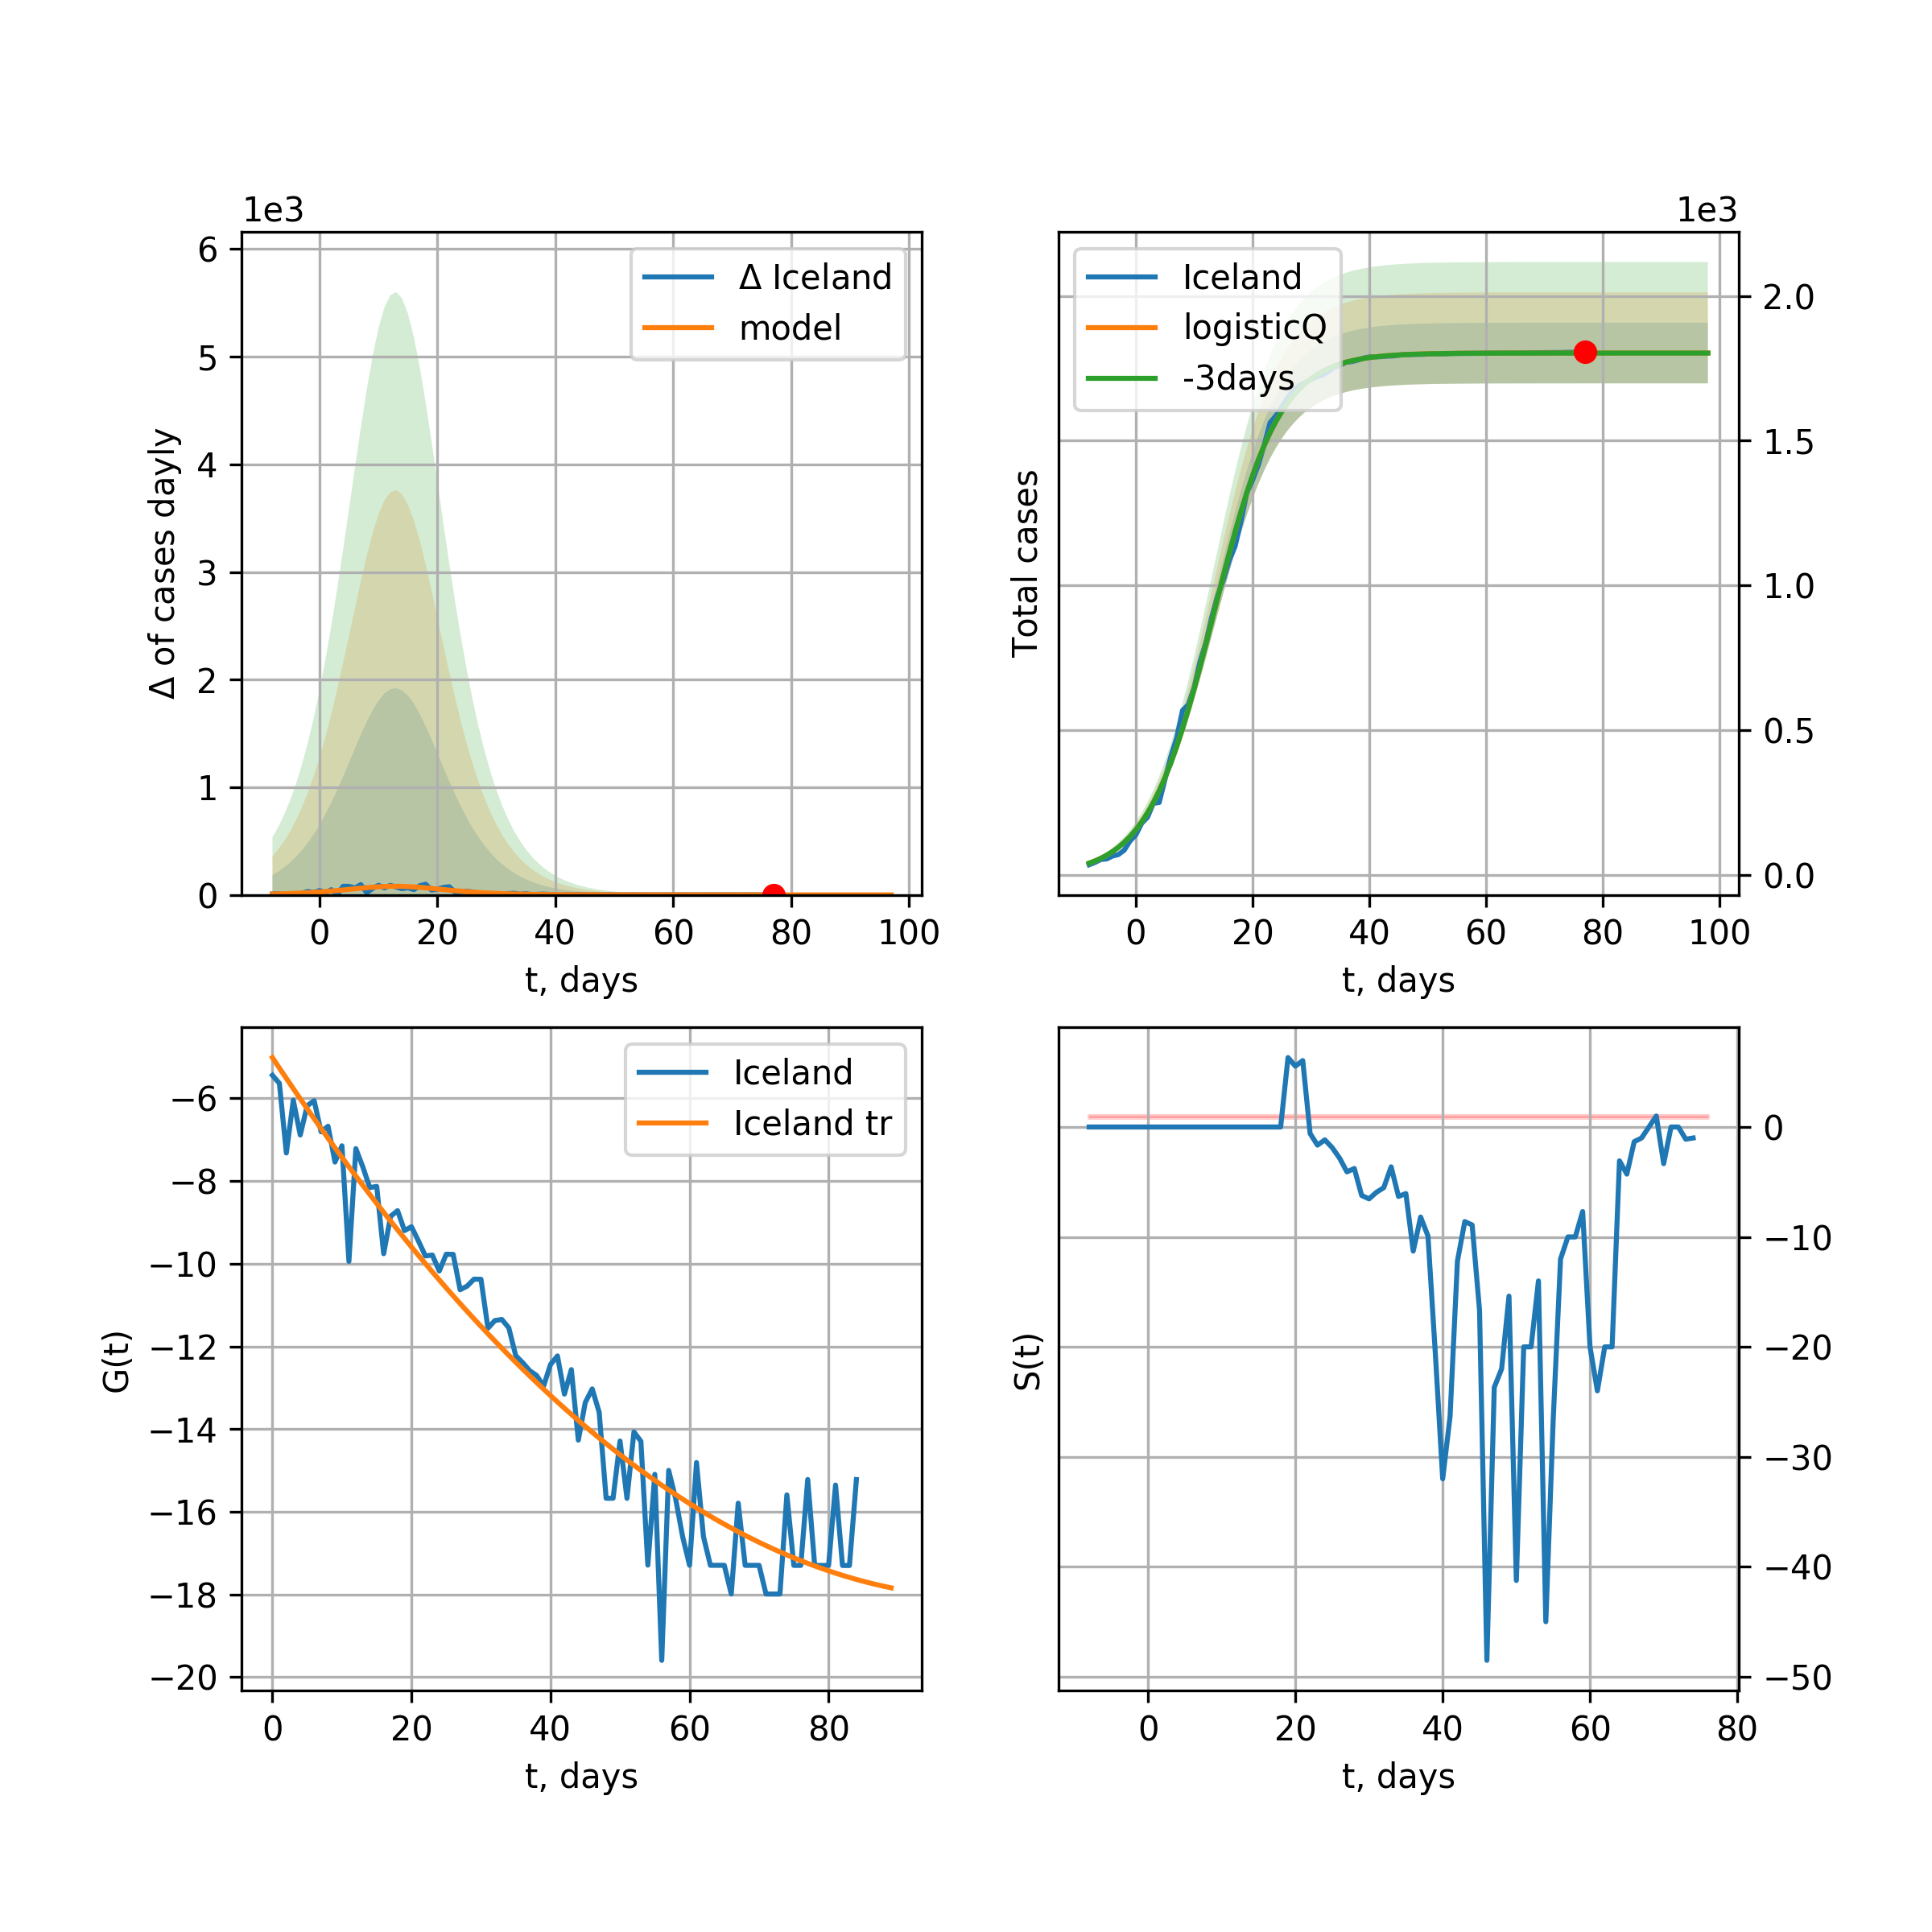 1e3
6
5
4
3
2
1
0
Δ of cases dayly
Δ Iceland
model
0 20 40 60 80 100
t, days
1e3
Iceland
logisticQ
-3days
Total cases
2.0
1.5
1.0
0.5
0.0
0 20 40 60 80 100
t, days
Iceland
Iceland tr
G(t)
−6
−8
−10
−12
−14
−16
−18
−20
0 20 40 60 80
t, days
S(t)
0
−10
−20
−30
−40
−50
0 20 40 60 80
t, days